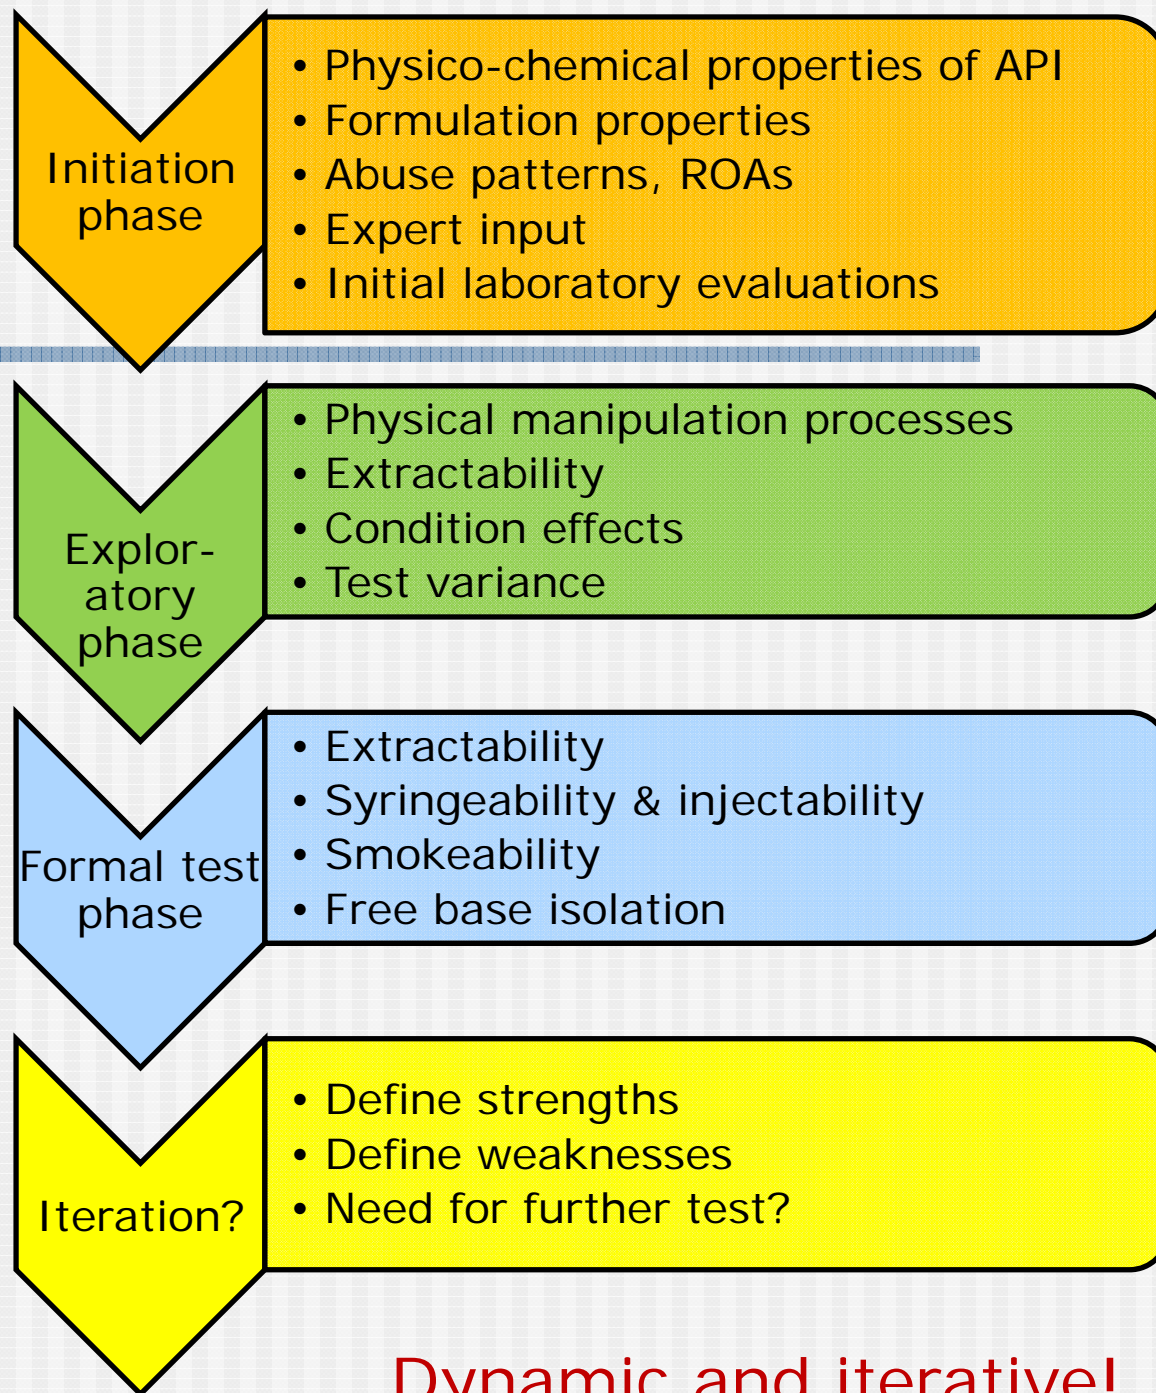 Initiation
phase
• Physico-chemical properties of API
• Formulation properties
• Abuse patterns, ROAs
• Expert input
• Initial laboratory evaluations
Explor-
atory
phase
• Physical manipulation processes
• Extractability
• Condition effects
• Test variance
Formal test
phase
• Extractability
• Syringeability & injectability
• Smokeability
• Free base isolation
Iteration?
• Define strengths
• Define weaknesses
• Need for further test?
Dynamic and iterative!